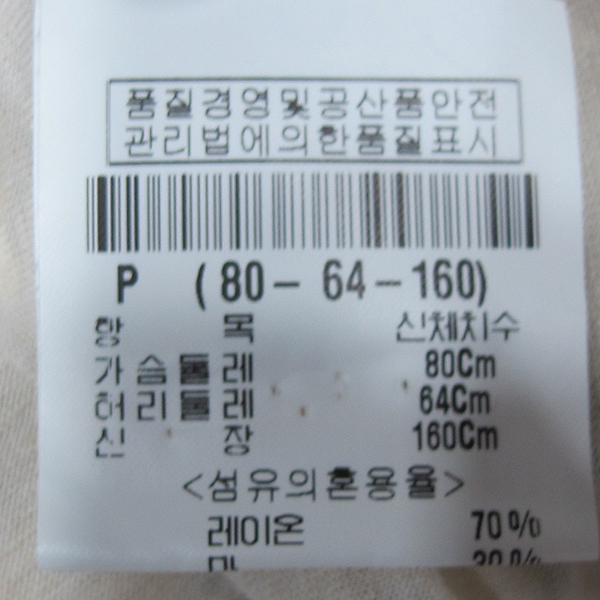 품질경영및공산품안전
관리법에의한품질표시
P (80- 64-160)
항 목 신체치수
가슴둘레 80Cm
허리둘레 64Cm
신 장 160Cm
<섬유의혼용율>
레이온 70%